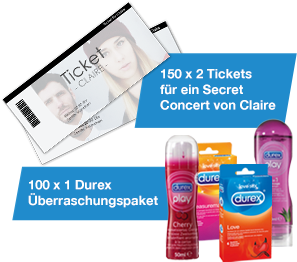 Ticket
- CLAIRE -
150 x 2 Tickets
für ein Secret
Concert von Claire
100 x 1 Durex
Überraschungspaket
durex
play
Cherry
50ml e
durex
durex
Love
durex
play